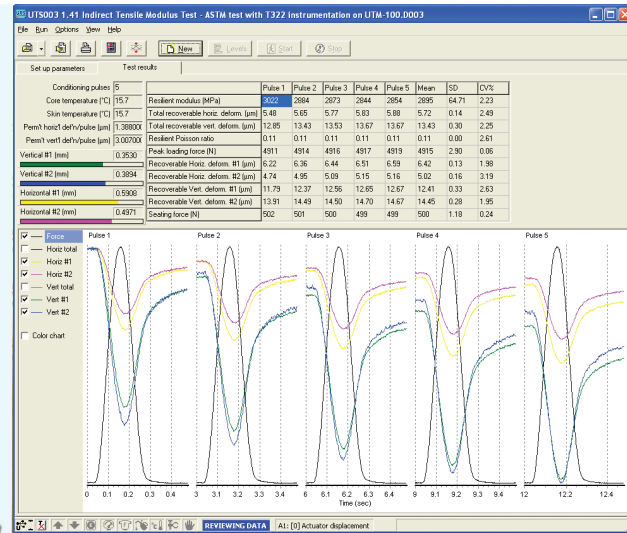 UTS003 1.41 Indirect Tensile Modulus Test - ASTM test with T322 instrumentation on UTM-100.D003
File Run Options View Help
New Levels Start Stop
Set up parameters Test results
Conditioning pulses 5
Core temperature (°C) 15.7
Skin temperature (°C) 15.7
Perm't horiz1 def'n/pulse (µm) 1.38800
Perm't vert1 def'n/pulse (µm) 3.00700
Vertical #1 (mm) 0.3530
Vertical #2 (mm) 0.3894
Horizontal #1 (mm) 0.5908
Horizontal #2 (mm) 0.4971
Pulse 1 Pulse 2 Pulse 3 Pulse 4 Pulse 5 Mean SD CV%
Resilient modulus (MPa) 3022 2884 2873 2844 2854 2895 64.71 2.23
Total recoverable horiz. deform. (µm) 5.48 5.65 5.77 5.83 5.88 5.72 0.14 2.49
Total recoverable vert. deform. (µm) 12.85 13.43 13.53 13.67 13.67 13.43 0.30 2.25
Resilient Poisson ratio 0.11 0.11 0.11 0.11 0.11 0.11 0.00 2.61
Peak loading force (N) 4911 4914 4916 4917 4919 4915 2.90 0.06
Recoverable Horiz. deform. #1 (µm) 6.22 6.36 6.44 6.51 6.59 6.42 0.13 1.98
Recoverable Horiz. deform. #2 (µm) 4.74 4.95 5.09 5.15 5.16 5.02 0.16 3.19
Recoverable Vert. deform. #1 (µm) 11.79 12.37 12.56 12.65 12.67 12.41 0.33 2.63
Recoverable Vert. deform. #2 (µm) 13.91 14.49 14.50 14.70 14.67 14.45 0.28 1.95
Seating force (N) 502 501 500 499 499 500 1.18 0.24
Force
Horiz total
Horiz #1
Horiz #2
Vert total
Vert #1
Vert #2
Color chart
Pulse 1 Pulse 2 Pulse 3 Pulse 4 Pulse 5
0 0.1 0.2 0.3 0.4 3 3.1 3.2 3.3 3.4 6 6.1 6.2 6.3 6.4 9 9.1 9.2 9.3 9.4 12 12.2 12.4
Time (sec)
REVIEWING DATA A1: [0] Actuator displacement